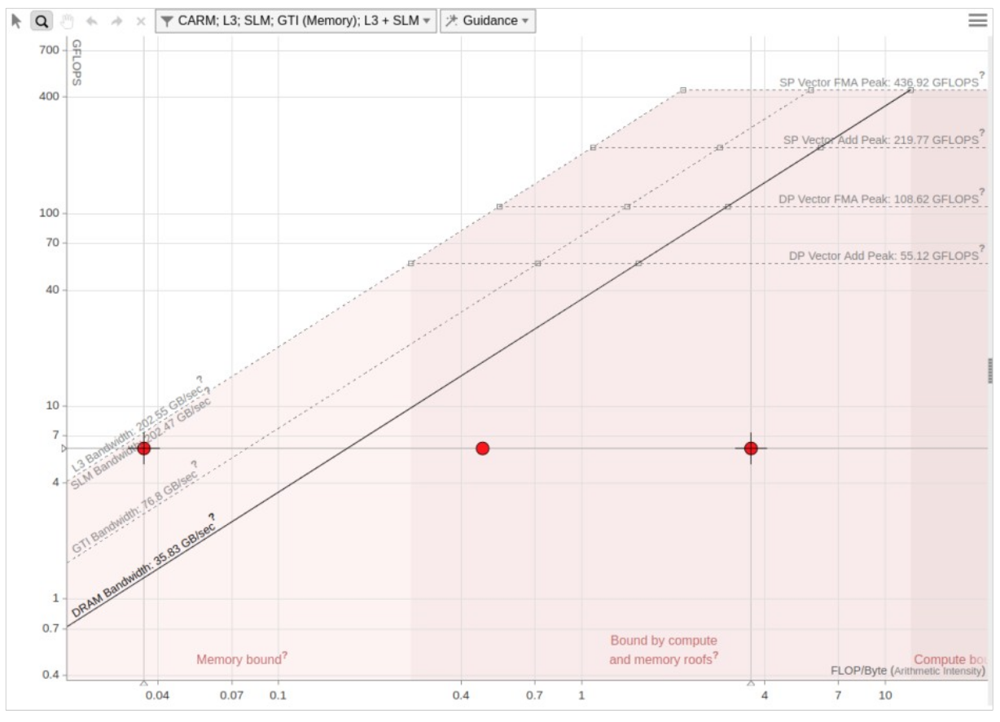 CARM; L3; SLM; GTI (Memory); L3 + SLM
Guidance
GFLOPS
700
400
100
70
40
10
7
4
1
0.7
0.4
SP Vector FMA Peak: 436.92 GFLOPS?
SP Vector Add Peak: 219.77 GFLOPS?
DP Vector FMA Peak: 108.62 GFLOPS?
DP Vector Add Peak: 55.12 GFLOPS?
L3 Bandwidth: 202.55 GB/sec?
SLM Bandwidth: 202.47 GB/sec?
GTI Bandwidth: 76.8 GB/sec?
DRAM Bandwidth: 35.83 GB/sec?
Memory bound?
Bound by compute
and memory roofs?
Compute bou
FLOP/Byte (Arithmetic Intensity)
0.04
0.07
0.1
0.4
0.7
1
4
7
10